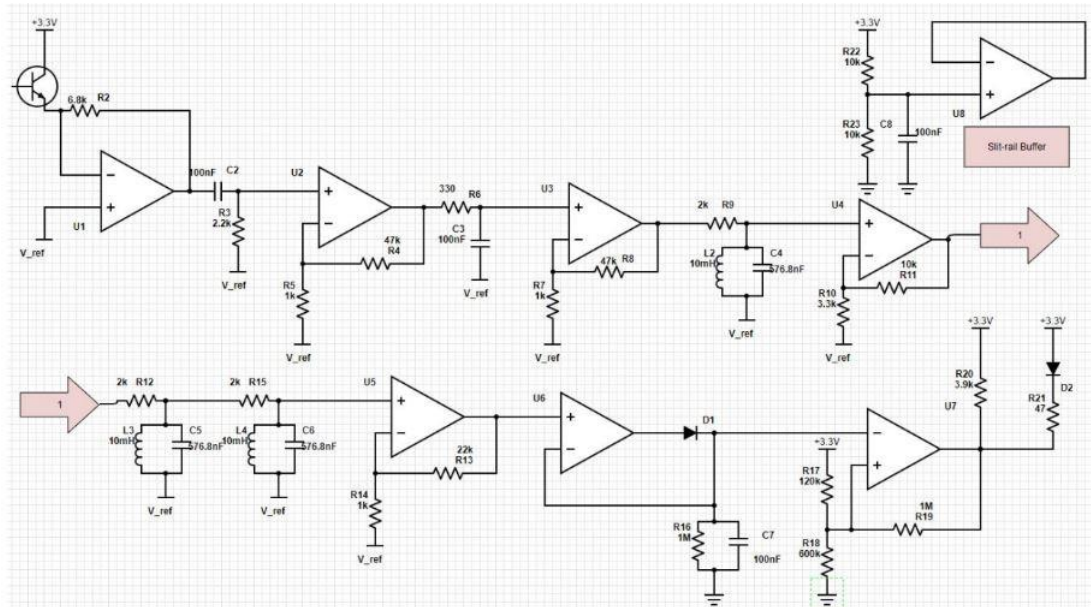 +3.3V
6.8k R2
100nF C2
U1
V_ref
R3
2.2k
V_ref
U2
47k
R4
R5
1k
V_ref
330 R6
C3
100nF
V_ref
U3
47k R8
R7
1k
V_ref
2k R9
L2
10mH
C4
576.8nF
V_ref
U4
10k
R11
R10
3.3k
V_ref
+3.3V
R22
10k
R23
10k
C8
100nF
U8
Slit-rail Buffer
1
1
2k R12
L3
10mH
C5
576.8nF
V_ref
2k R15
L4
10mH
C6
576.8nF
V_ref
U5
22k
R13
R14
1k
V_ref
U6
D1
R16
1M
C7
100nF
+3.3V
R17
120k
R18
600k
1M
R19
U7
+3.3V
R20
3.9k
+3.3V
D2
R21
47